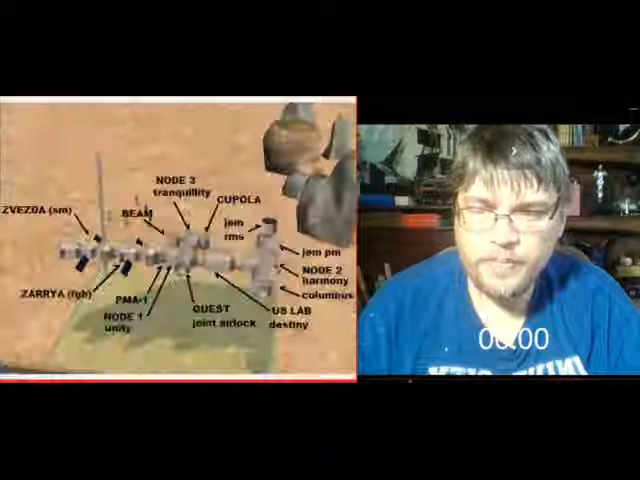 NODE 3
tranquillity
CUPOLA
ZVEZDA (sm)
BEAM
jem
rms
jem pm
NODE 2
harmony
columbus
ZARRYA (fgb)
PMA-1
NODE 1
unity
QUEST
joint airlock
US LAB
destiny
00:00